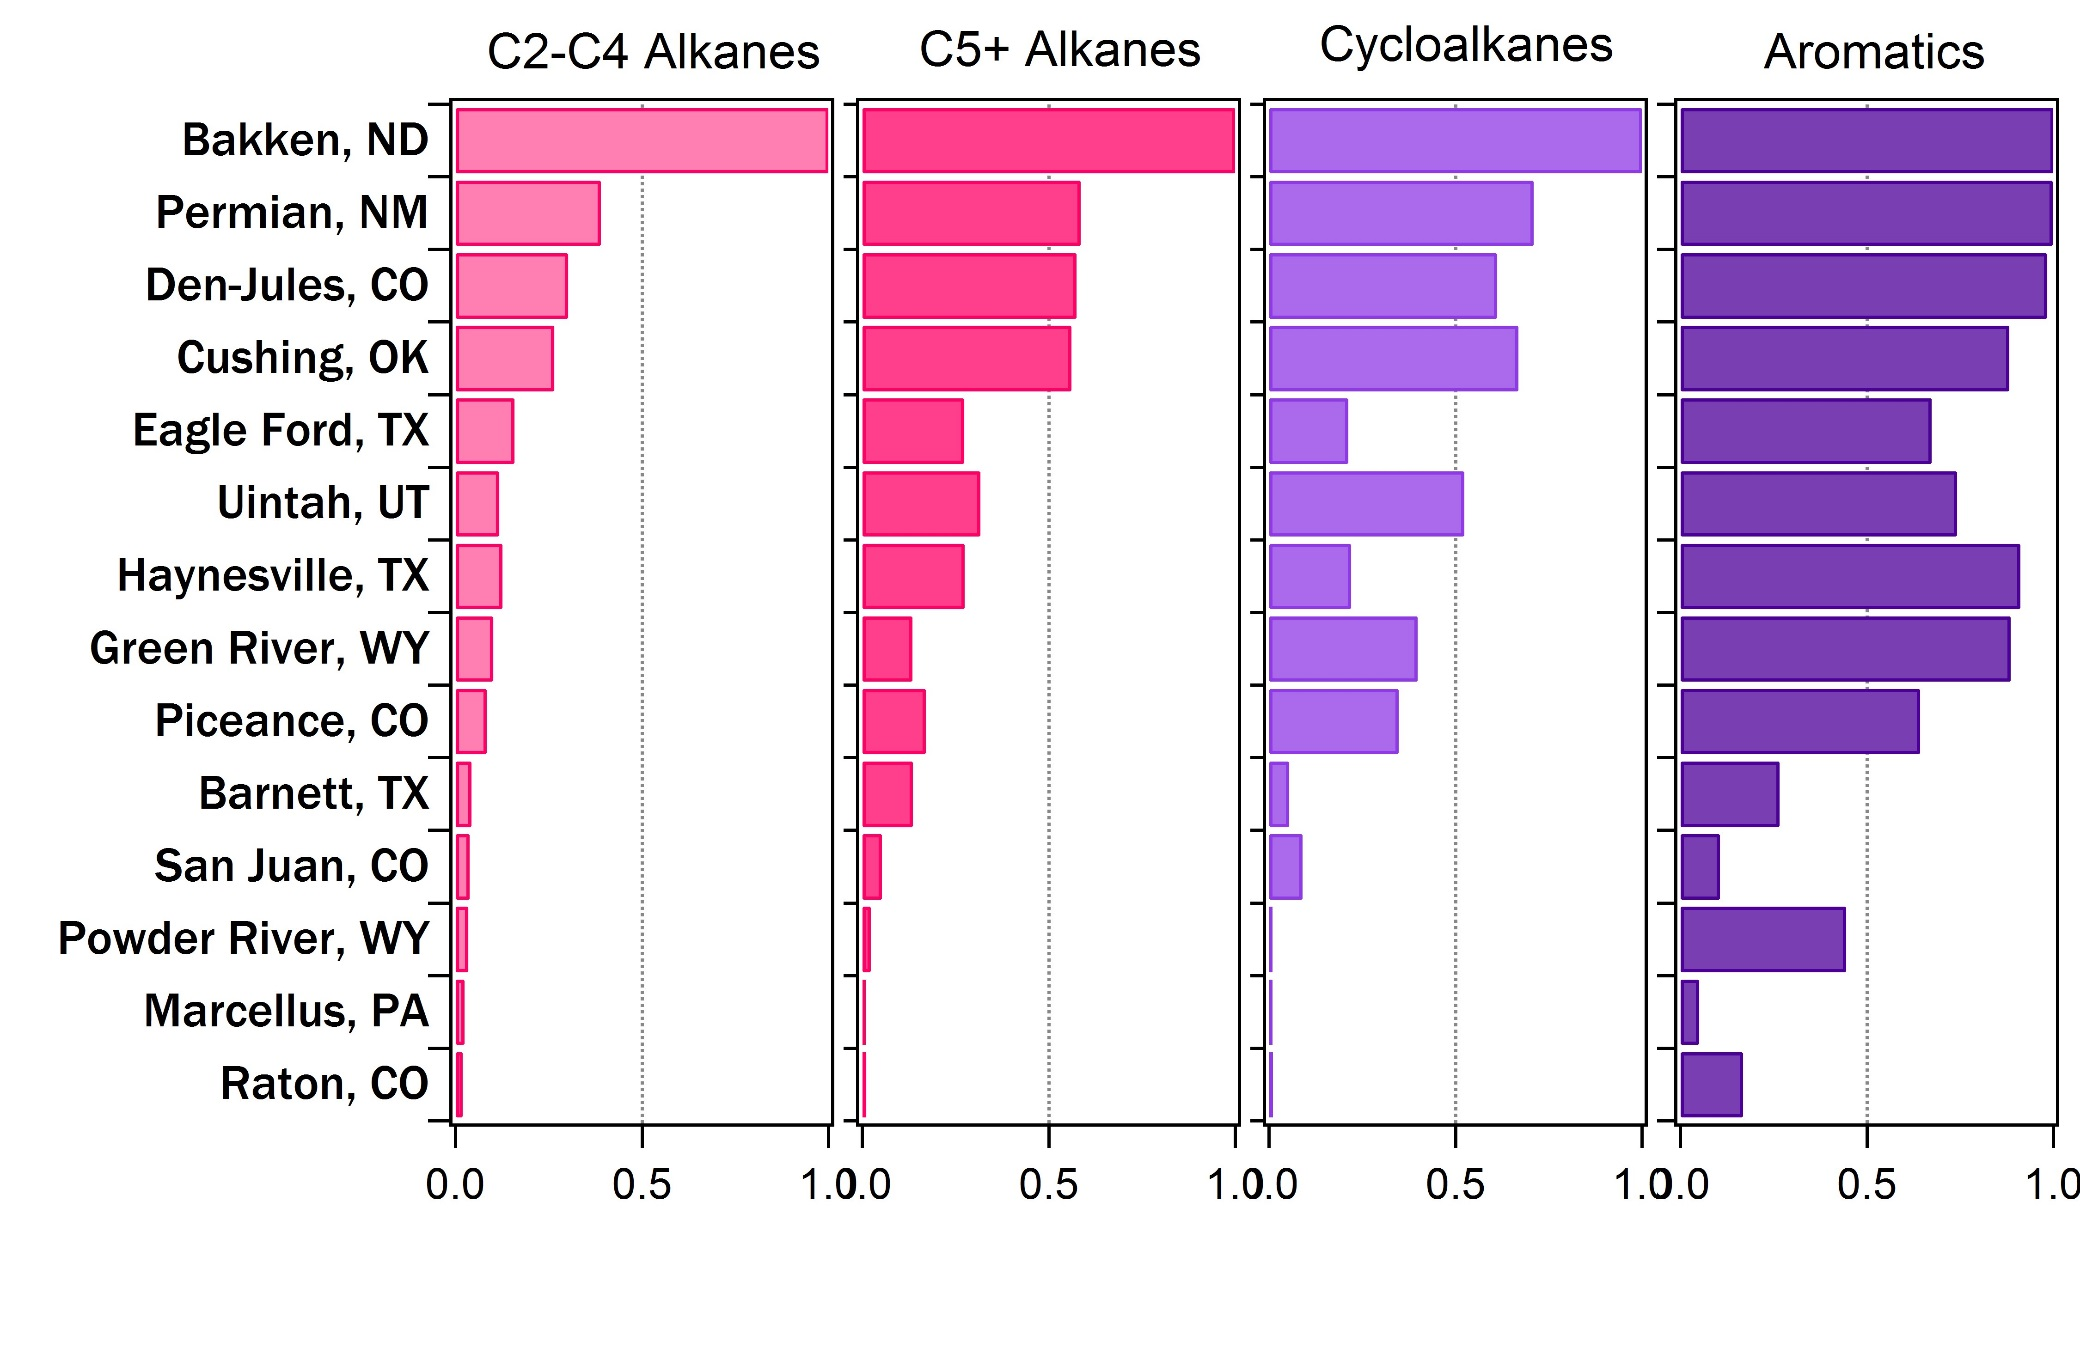 C2-C4 Alkanes
C5+ Alkanes
Cycloalkanes
Aromatics
Bakken, ND
Permian, NM
Den-Jules, CO
Cushing, OK
Eagle Ford, TX
Uintah, UT
Haynesville, TX
Green River, WY
Piceance, CO
Barnett, TX
San Juan, CO
Powder River, WY
Marcellus, PA
Raton, CO
0.0 0.5 1.0 0.0 0.5 1.0 0.0 0.5 1.0 0.0 0.5 1.0